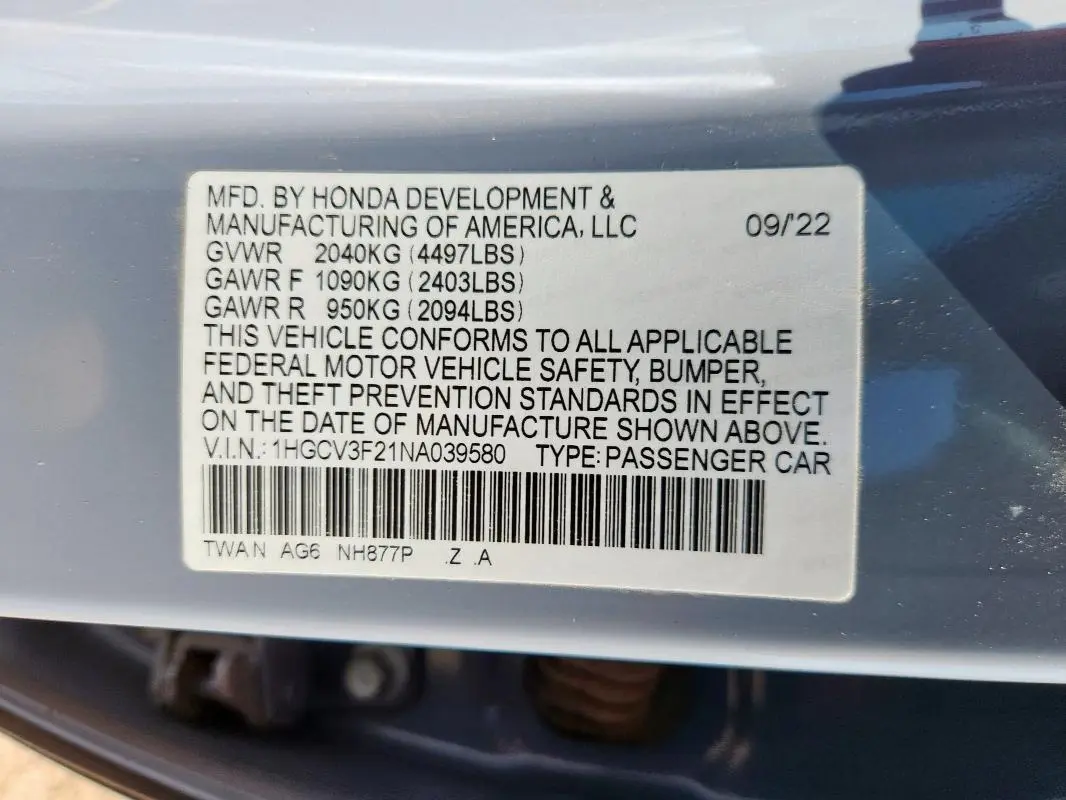 MFD. BY HONDA DEVELOPMENT &
MANUFACTURING OF AMERICA, LLC 09/'22
GVWR 2040KG (4497LBS)
GAWR F 1090KG (2403LBS)
GAWR R 950KG (2094LBS)
THIS VEHICLE CONFORMS TO ALL APPLICABLE
FEDERAL MOTOR VEHICLE SAFETY, BUMPER,
AND THEFT PREVENTION STANDARDS IN EFFECT
ON THE DATE OF MANUFACTURE SHOWN ABOVE.
V.I.N.: 1HGCV3F21NA039580 TYPE: PASSENGER CAR
TWAN AG6 NH877P .Z .A